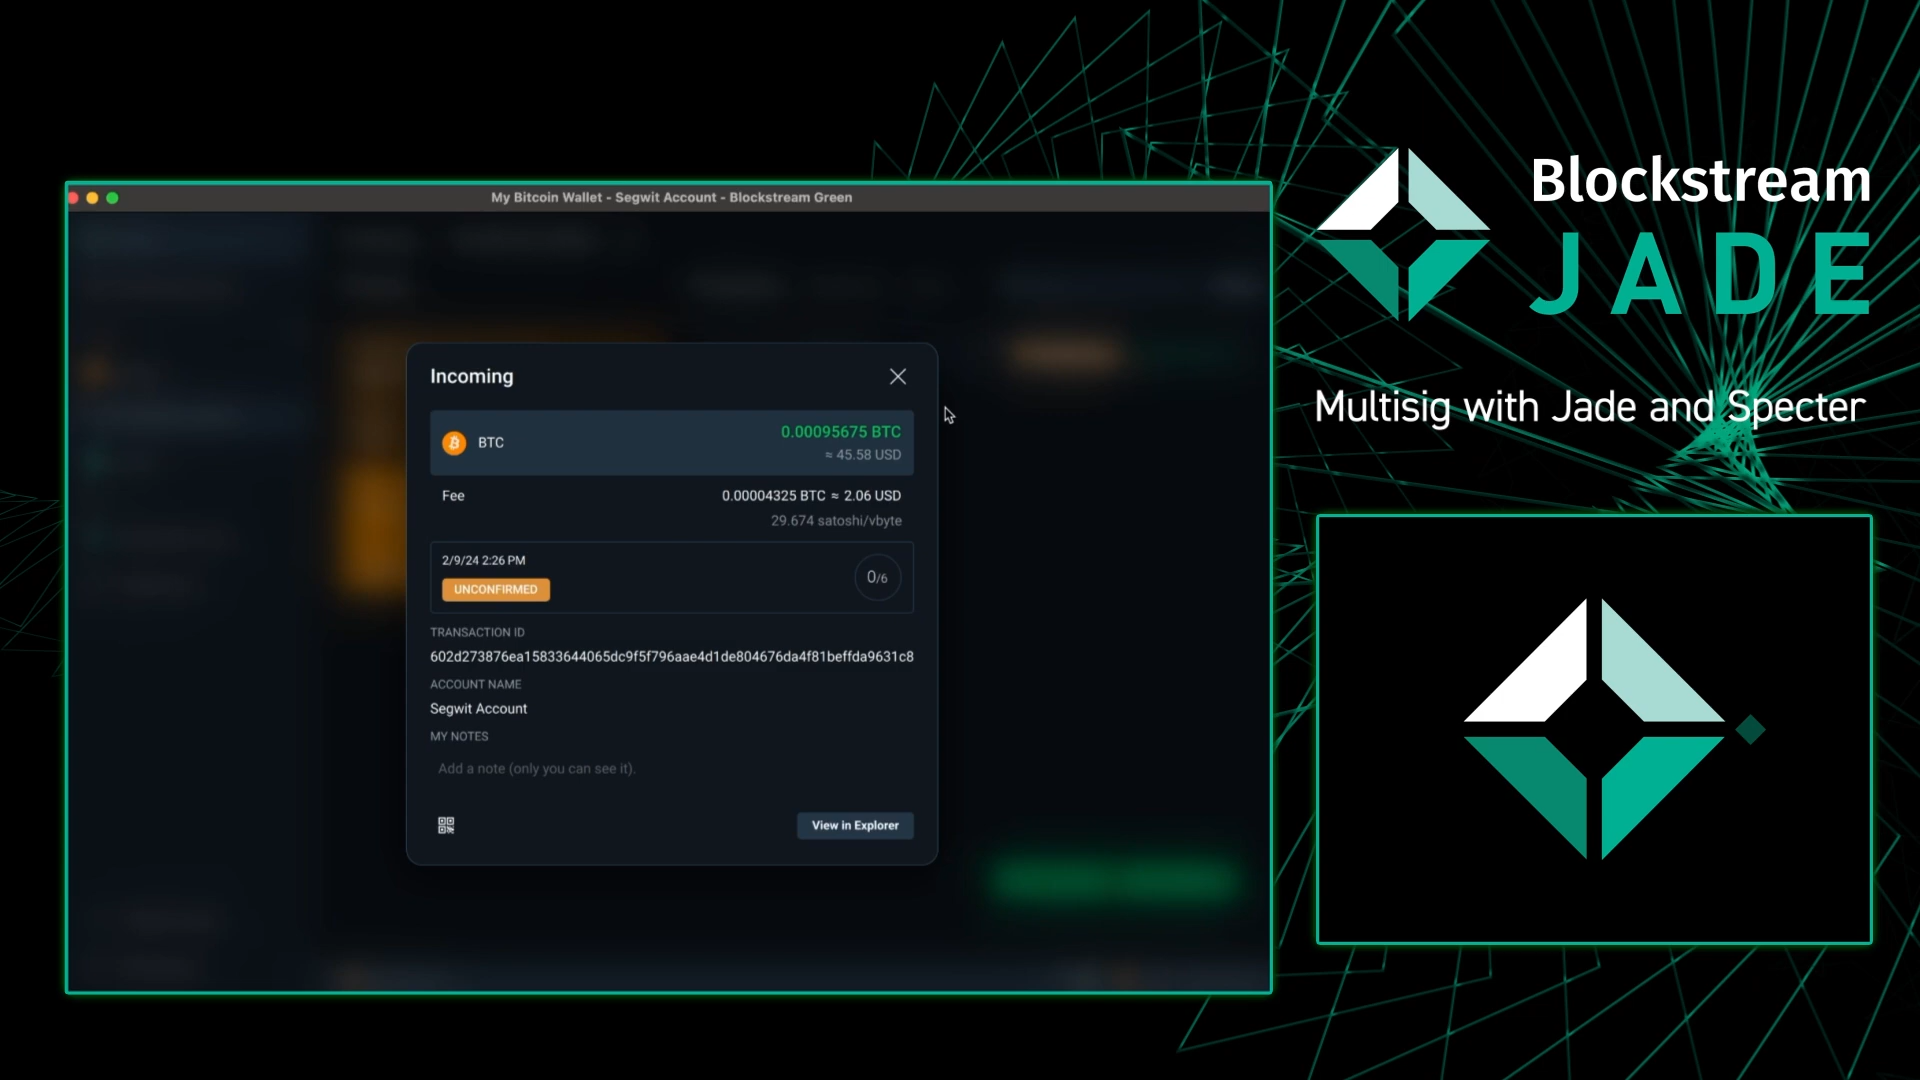 My Bitcoin Wallet - Segwit Account - Blockstream Green
Incoming
BTC
0.00095675 BTC
≈ 45.58 USD
Fee
0.00004325 BTC ≈ 2.06 USD
29.674 satoshi/vbyte
2/9/24 2:26 PM
UNCONFIRMED
0/6
TRANSACTION ID
602d273876ea15833644065dc9f5f796aae4d1de804676da4f81beffda9631c8
ACCOUNT NAME
Segwit Account
MY NOTES
Add a note (only you can see it).
View in Explorer
Blockstream
JADE
Multisig with Jade and Specter